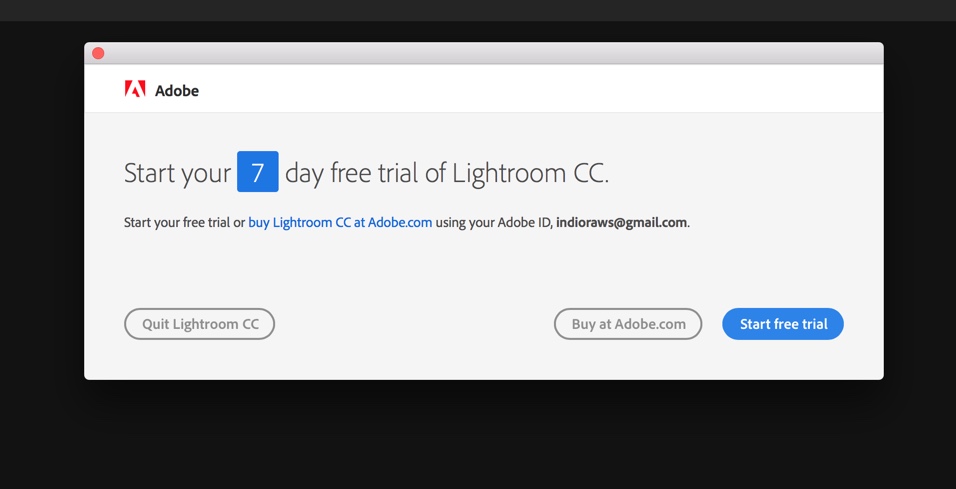 Adobe
Start your 7 day free trial of Lightroom CC.
Start your free trial or buy Lightroom CC at Adobe.com using your Adobe ID, indioraws@gmail.com.
Quit Lightroom CC
Buy at Adobe.com
Start free trial